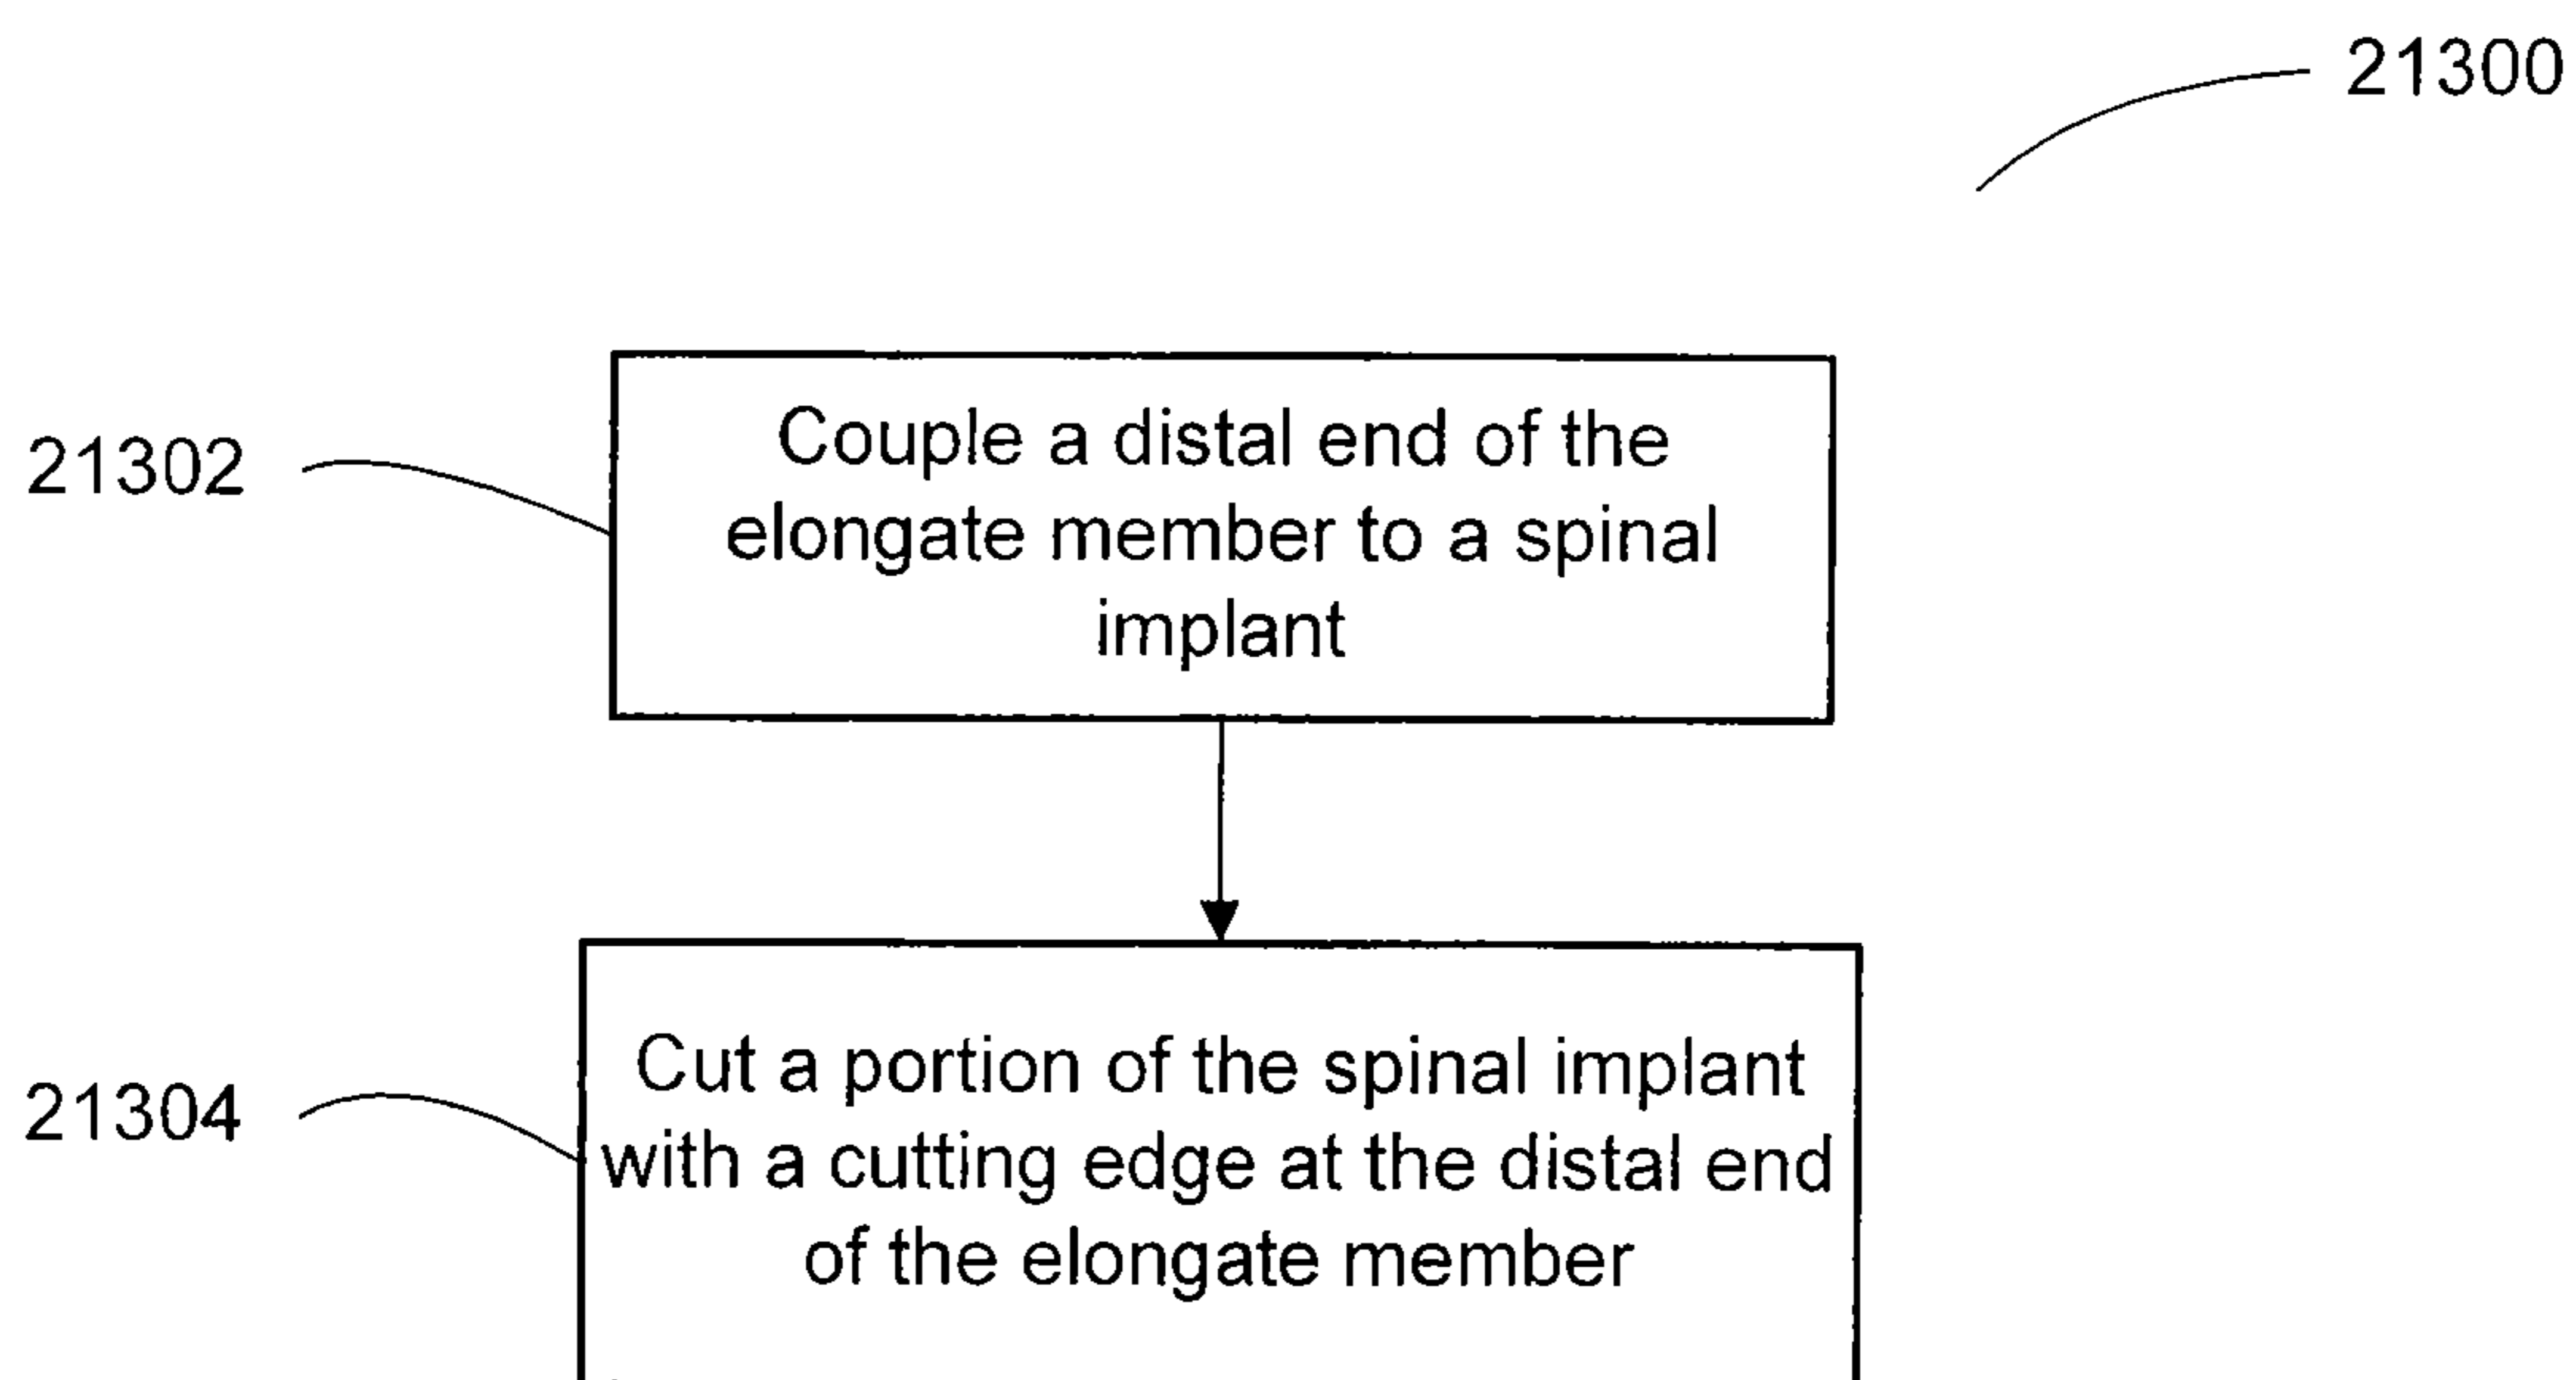 21300
21302
Couple a distal end of the
elongate member to a spinal
implant
21304
Cut a portion of the spinal implant
with a cutting edge at the distal end
of the elongate member